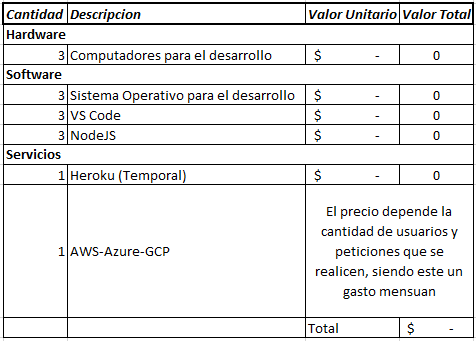 Cantidad Descripcion Valor Unitario Valor Total
Hardware
3 Computadores para el desarrollo $ - 0
Software
3 Sistema Operativo para el desarrollo $ - 0
3 VS Code $ - 0
3 NodeJS $ - 0
Servicios
1 Heroku (Temporal) $ - 0
1 AWS-Azure-GCP
El precio depende la
cantidad de usuarios y
peticiones que se
realicen, siendo este un
gasto mensuan
Total $ -